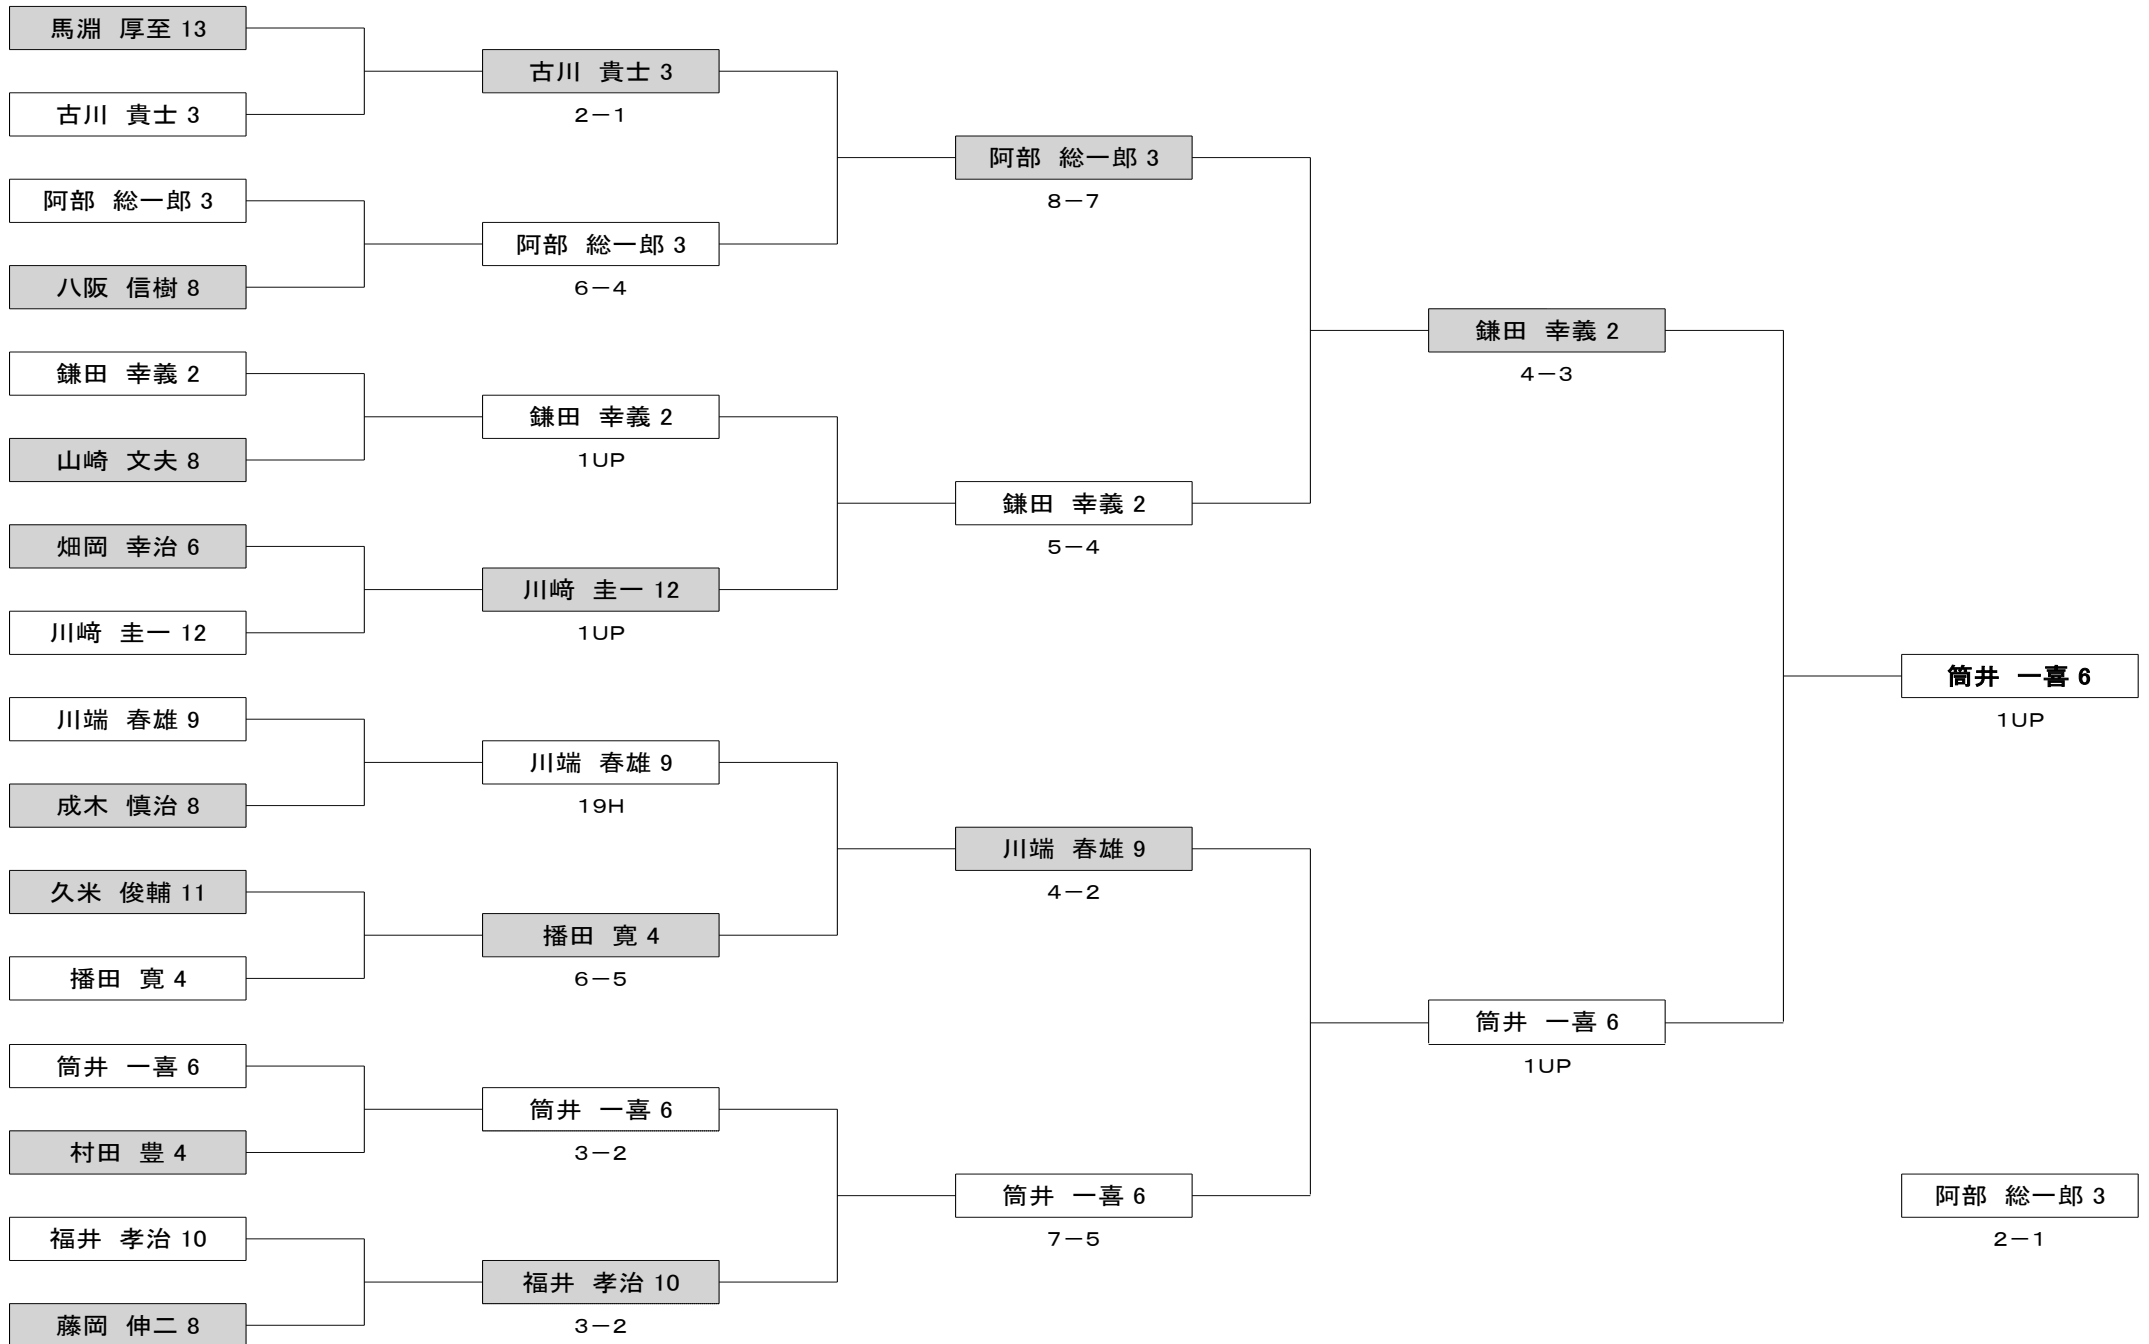 馬淵　厚至 13
古川　貴士 3
阿部　総一郎 3
八阪　信樹 8
鎌田　幸義 2
山崎　文夫 8
畑岡　幸治 6
川﨑　圭一 12
川端　春雄 9
成木　慎治 8
久米　俊輔 11
播田　寛 4
筒井　一喜 6
村田　豊 4
福井　孝治 10
藤岡　伸二 8
古川　貴士 3
２－１
阿部　総一郎 3
６－４
鎌田　幸義 2
１UP
川﨑　圭一 12
１UP
川端　春雄 9
１９H
播田　寛 4
６－５
筒井　一喜 6
３－２
福井　孝治 10
３－２
阿部　総一郎 3
８－７
鎌田　幸義 2
５－４
川端　春雄 9
４－２
筒井　一喜 6
７－５
鎌田　幸義 2
４－３
筒井　一喜 6
１UP
筒井　一喜 6
１UP
阿部　総一郎 3
２－１